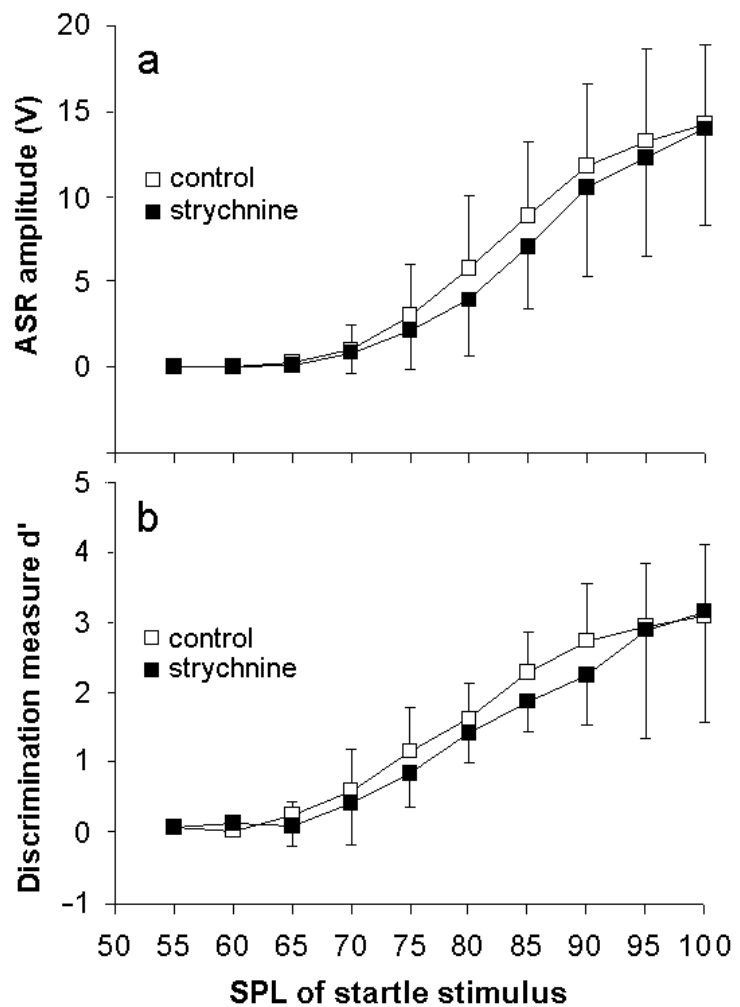 20
a
15
10
5
0
ASR amplitude (V)
control
strychnine
5
b
4
3
2
1
0
-1
Discrimination measure d'
control
strychnine
50 55 60 65 70 75 80 85 90 95 100
SPL of startle stimulus